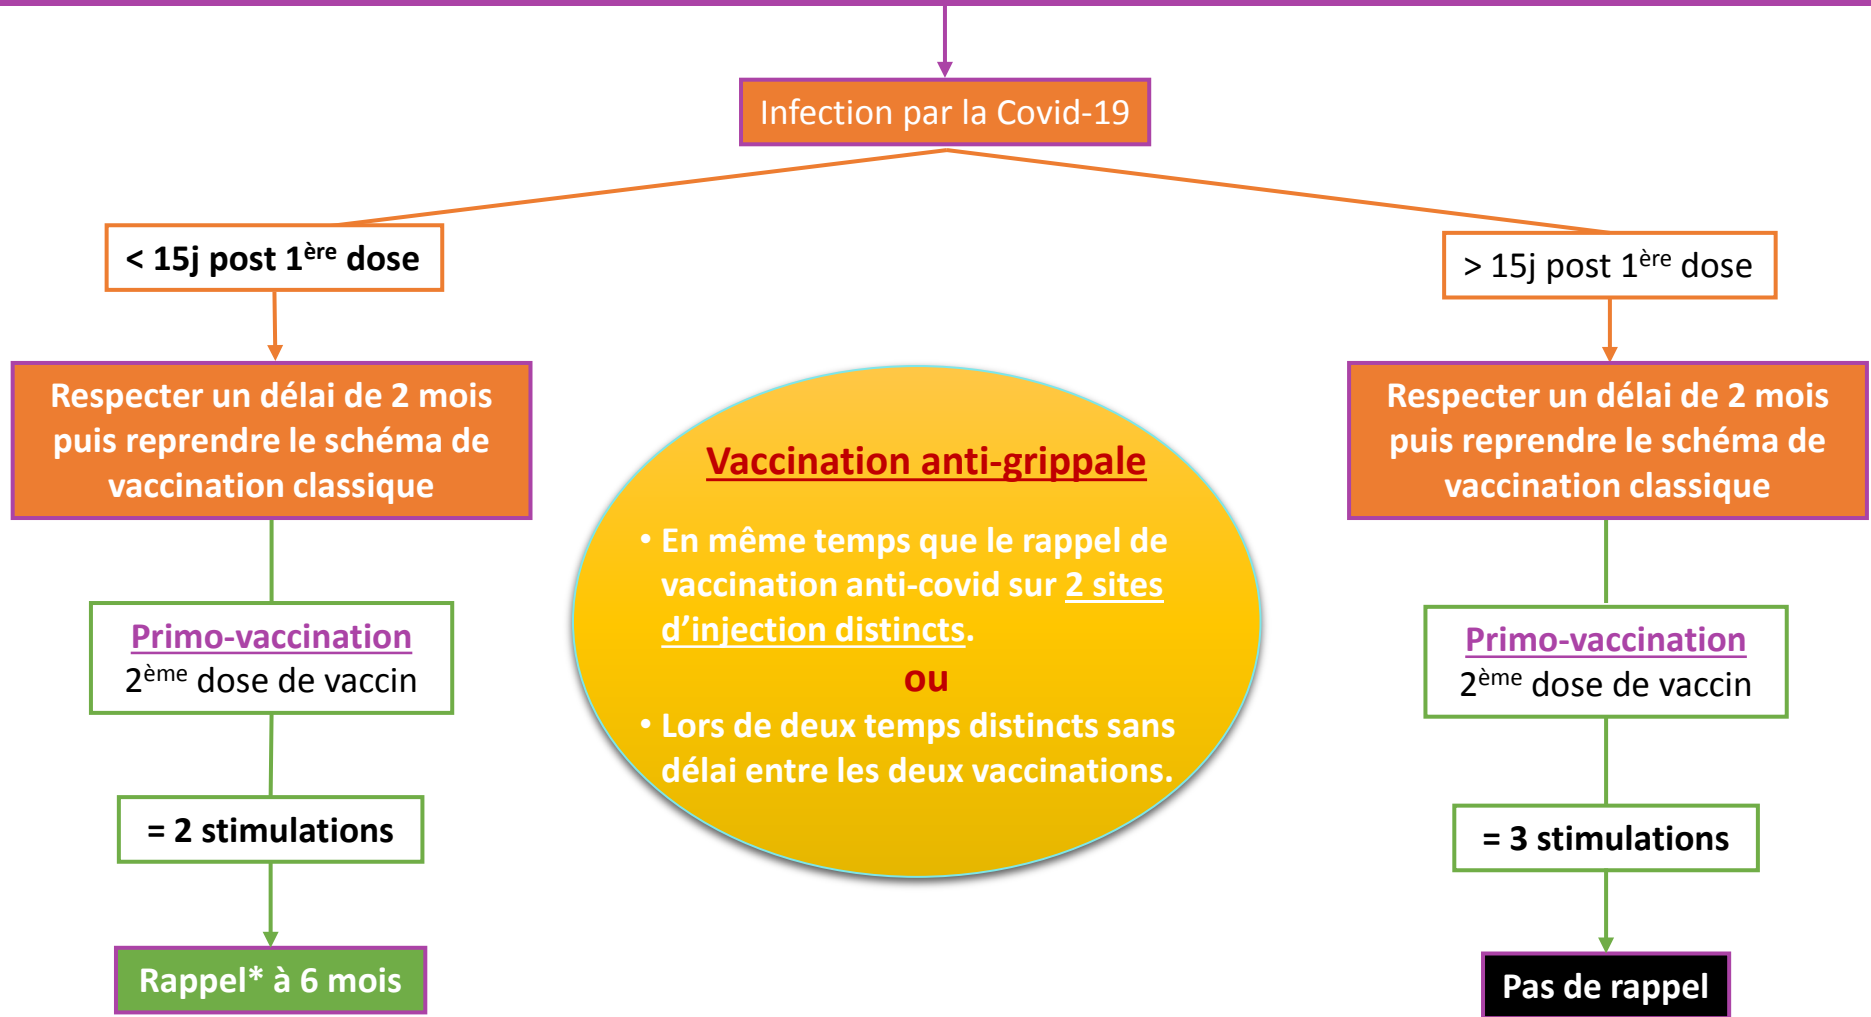 Infection par la Covid-19
< 15j post 1ère dose
Respecter un délai de 2 mois
puis reprendre le schéma de
vaccination classique
Primo-vaccination
2ème dose de vaccin
= 2 stimulations
Rappel* à 6 mois
Vaccination anti-grippale
• En même temps que le rappel de
vaccination anti-covid sur 2 sites
d’injection distincts.
ou
• Lors de deux temps distincts sans
délai entre les deux vaccinations.
> 15j post 1ère dose
Respecter un délai de 2 mois
puis reprendre le schéma de
vaccination classique
Primo-vaccination
2ème dose de vaccin
= 3 stimulations
Pas de rappel